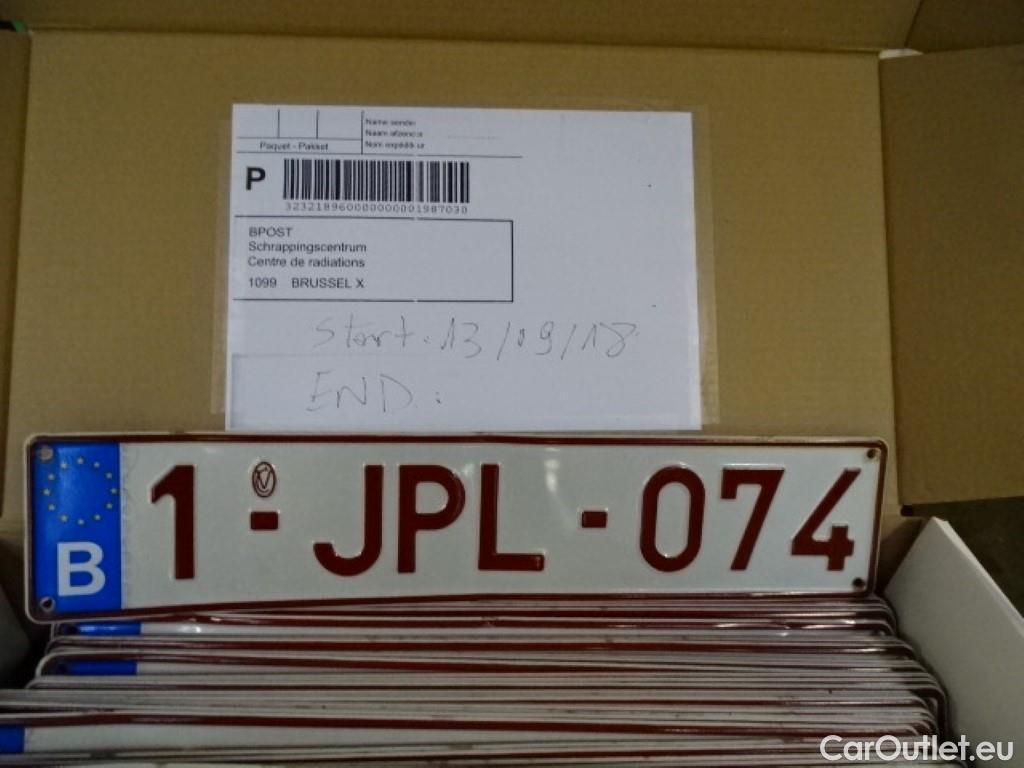 Name sender
Naam afzender
Nom expéditeur
Paquet - Pakket
P
3232189600000000001987030
BPOST
Schrappingscentrum
Centre de radiations
1099 BRUSSEL X
Start: 13/09/18
END:
B 1-JPL-074
CarOutlet.eu